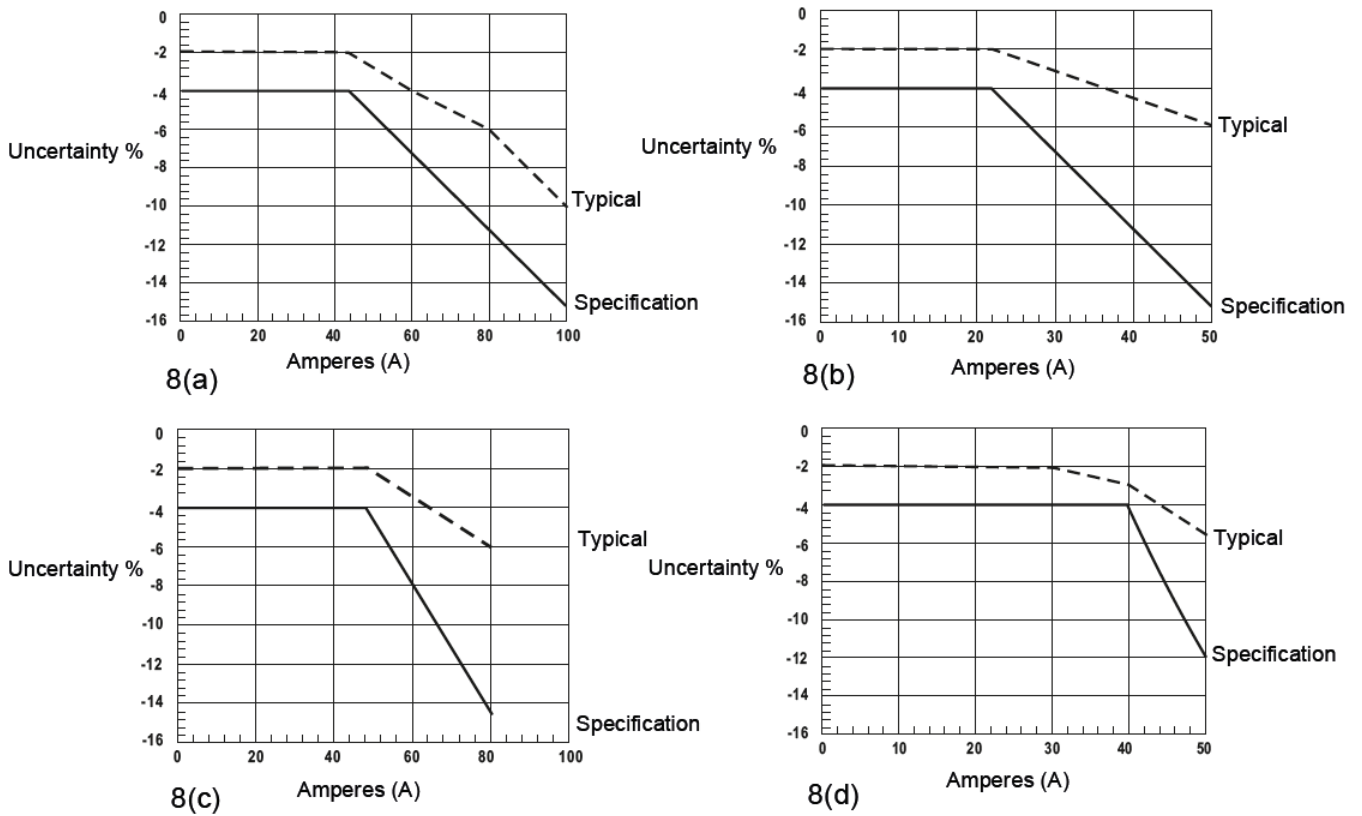 0
-2
-4
-6
-8
-10
-12
-14
-16
Uncertainty %
Typical
Specification
0 20 40 60 80 100
Amperes (A)
8(a)
0
-2
-4
-6
-8
-10
-12
-14
-16
Uncertainty %
Typical
Specification
0 10 20 30 40 50
Amperes (A)
8(b)
0
-2
-4
-6
-8
-10
-12
-14
-16
Uncertainty %
Typical
Specification
0 20 40 60 80 100
Amperes (A)
8(c)
0
-2
-4
-6
-8
-10
-12
-14
-16
Uncertainty %
Typical
Specification
0 10 20 30 40 50
Amperes (A)
8(d)